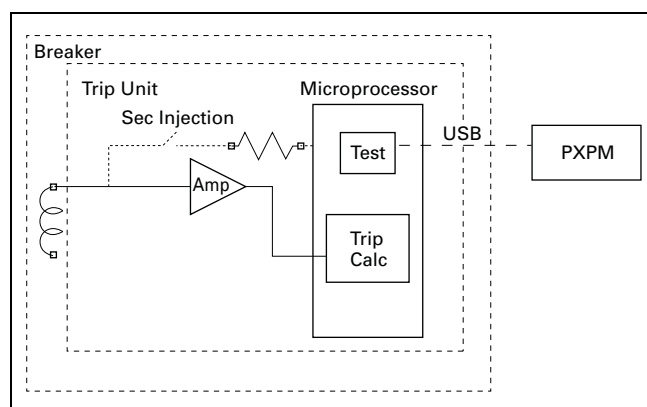 Breaker
Trip Unit
Microprocessor
Sec Injection
USB
Test
PXPM
Amp
Trip
Calc